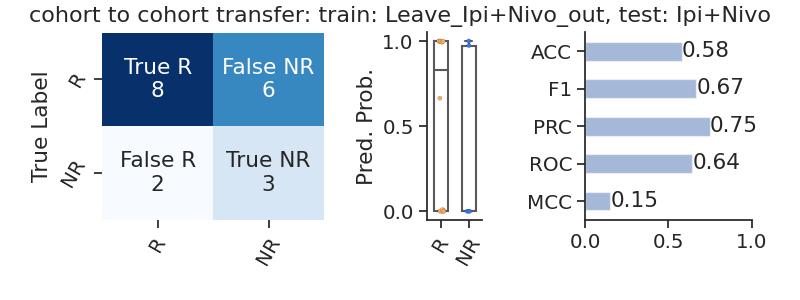 cohort to cohort transfer: train: Leave_Ipi+Nivo_out, test: Ipi+Nivo
True Label
R
NR
True R
8
False NR
6
False R
2
True NR
3
R
NR
Pred. Prob.
1.0
0.5
0.0
R
NR
ACC
0.58
F1
0.67
PRC
0.75
ROC
0.64
MCC
0.15
0.0
0.5
1.0